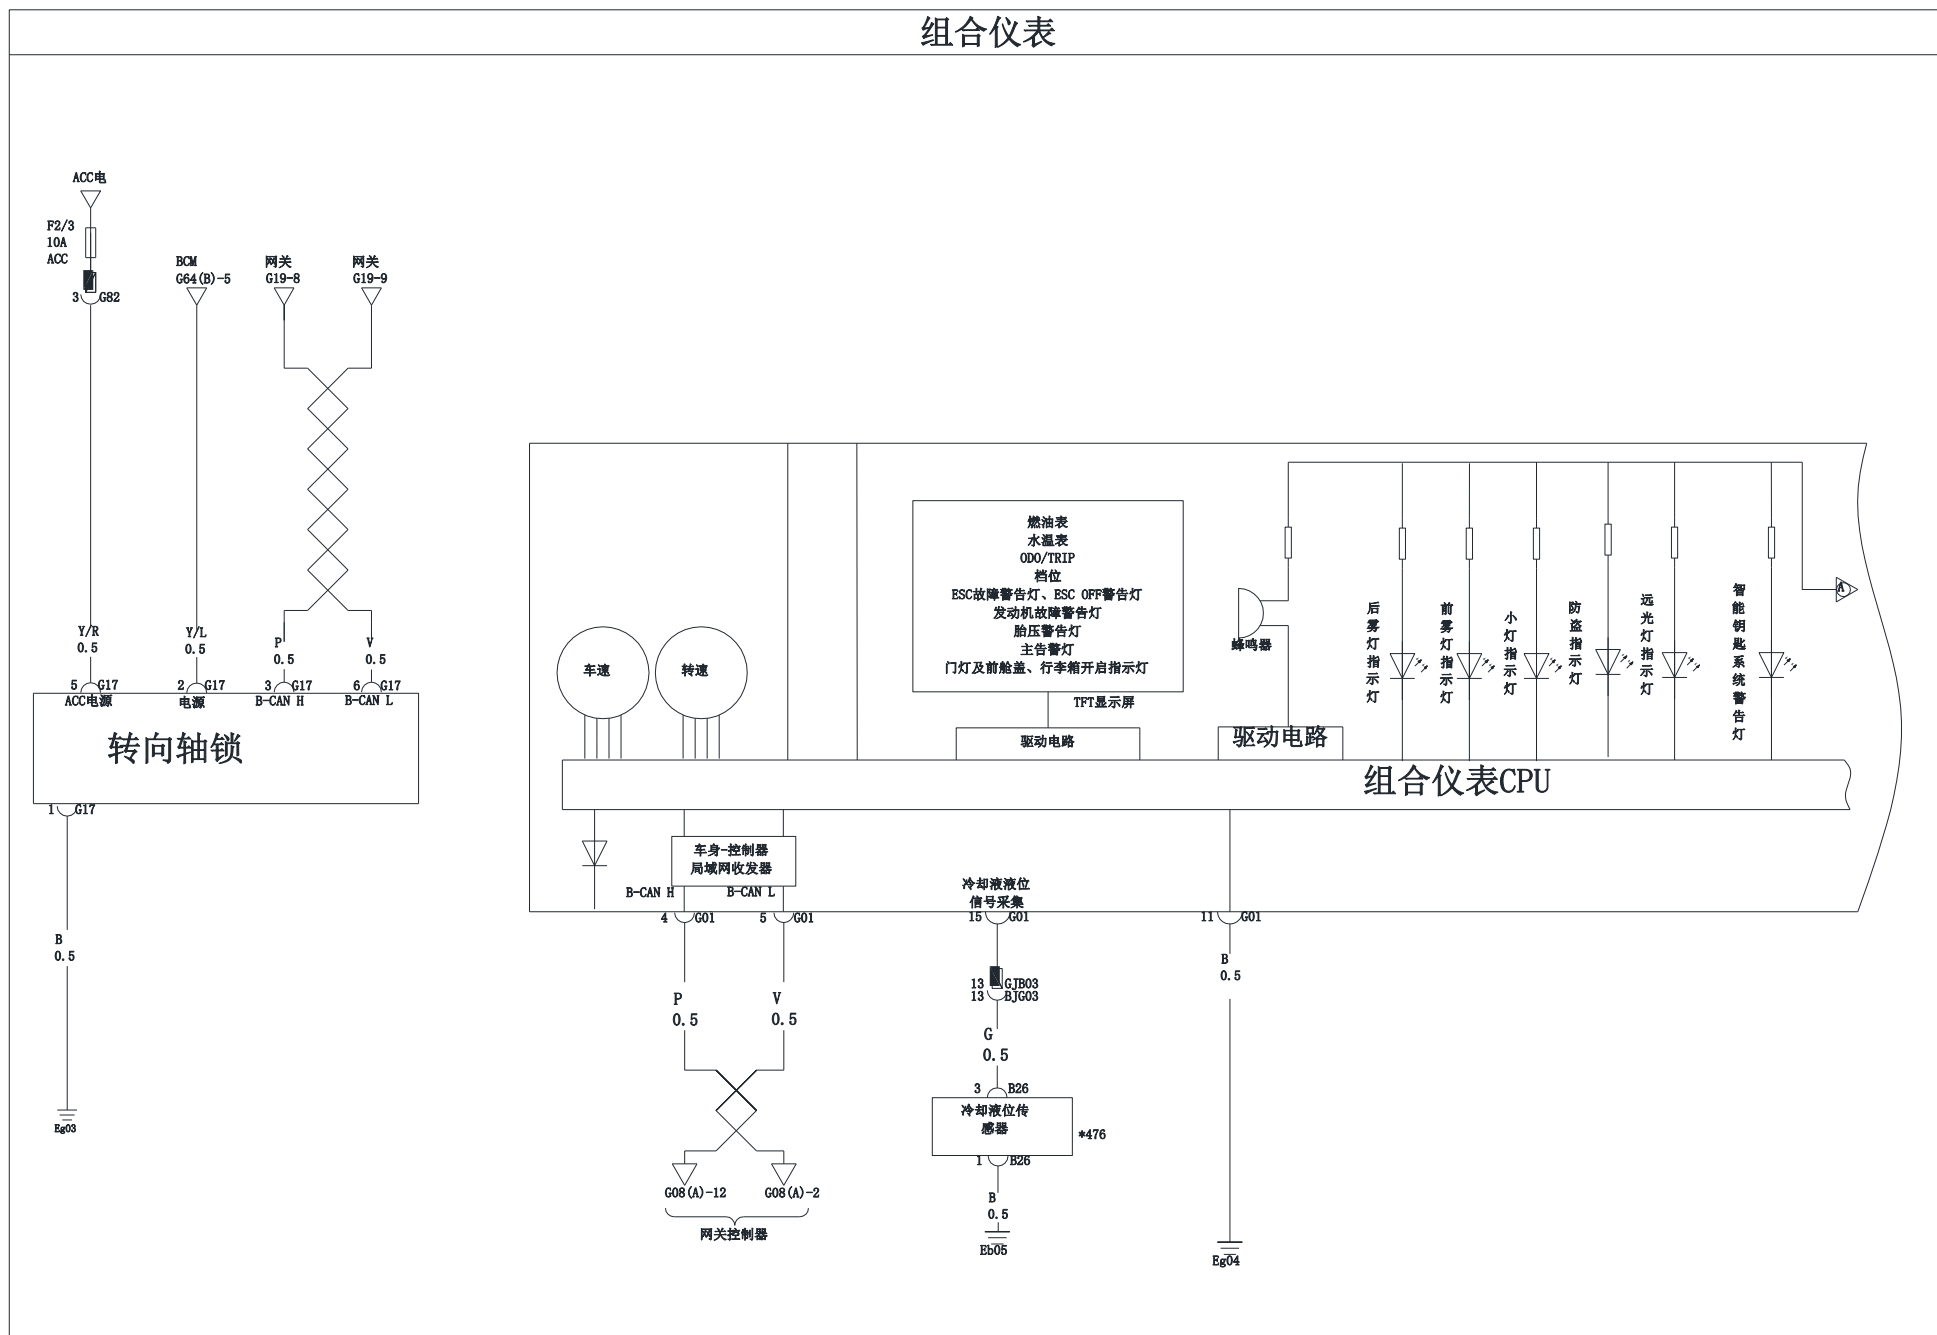 组合仪表
ACC电
F2/3
10A
ACC
3 G82
BCM
G64(B)-5
网关
G19-8
网关
G19-9
Y/R
0.5
Y/L
0.5
P
0.5
V
0.5
5 G17
2 G17
3 G17
6 G17
ACC电源
电源
B-CAN H
B-CAN L
转向轴锁
1 G17
B
0.5
Eg03
车速
转速
燃油表
水温表
ODO/TRIP
档位
ESC故障警告灯、ESC OFF警告灯
发动机故障警告灯
胎压警告灯
主告警灯
门灯及前舱盖、行李箱开启指示灯
TFT显示屏
驱动电路
蜂鸣器
驱动电路
后雾灯指示灯
前雾灯指示灯
小灯指示灯
防盗指示灯
远光灯指示灯
智能钥匙系统警告灯
A
组合仪表CPU
车身-控制器
局域网收发器
B-CAN H
B-CAN L
4 G01
5 G01
冷却液液位
信号采集
15 G01
11 G01
P
0.5
V
0.5
G08(A)-12
G08(A)-2
网关控制器
13 GJB03
13 BJG03
G
0.5
3 B26
冷却液位传
感器
*476
1 B26
B
0.5
Eb05
B
0.5
Eg04